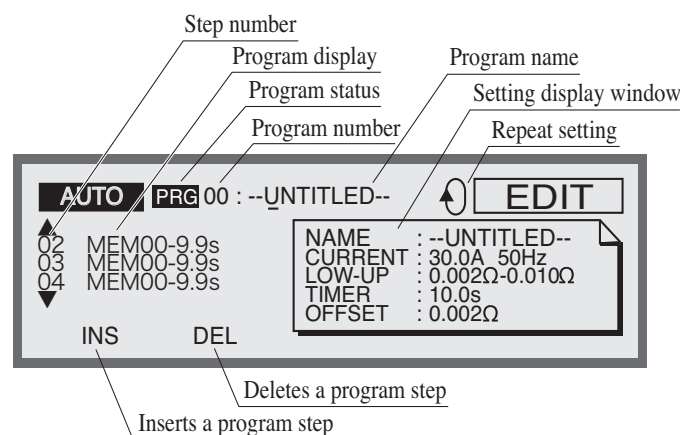 Step number
Program display
Program name
Program status
Setting display window
Program number
Repeat setting
AUTO PRG 00 : --UNTITLED-- EDIT
02 MEM00-9.9s
03 MEM00-9.9s
04 MEM00-9.9s
NAME : --UNTITLED--
CURRENT : 30.0A 50Hz
LOW-UP : 0.002Ω-0.010Ω
TIMER : 10.0s
OFFSET : 0.002Ω
INS DEL
Deletes a program step
Inserts a program step